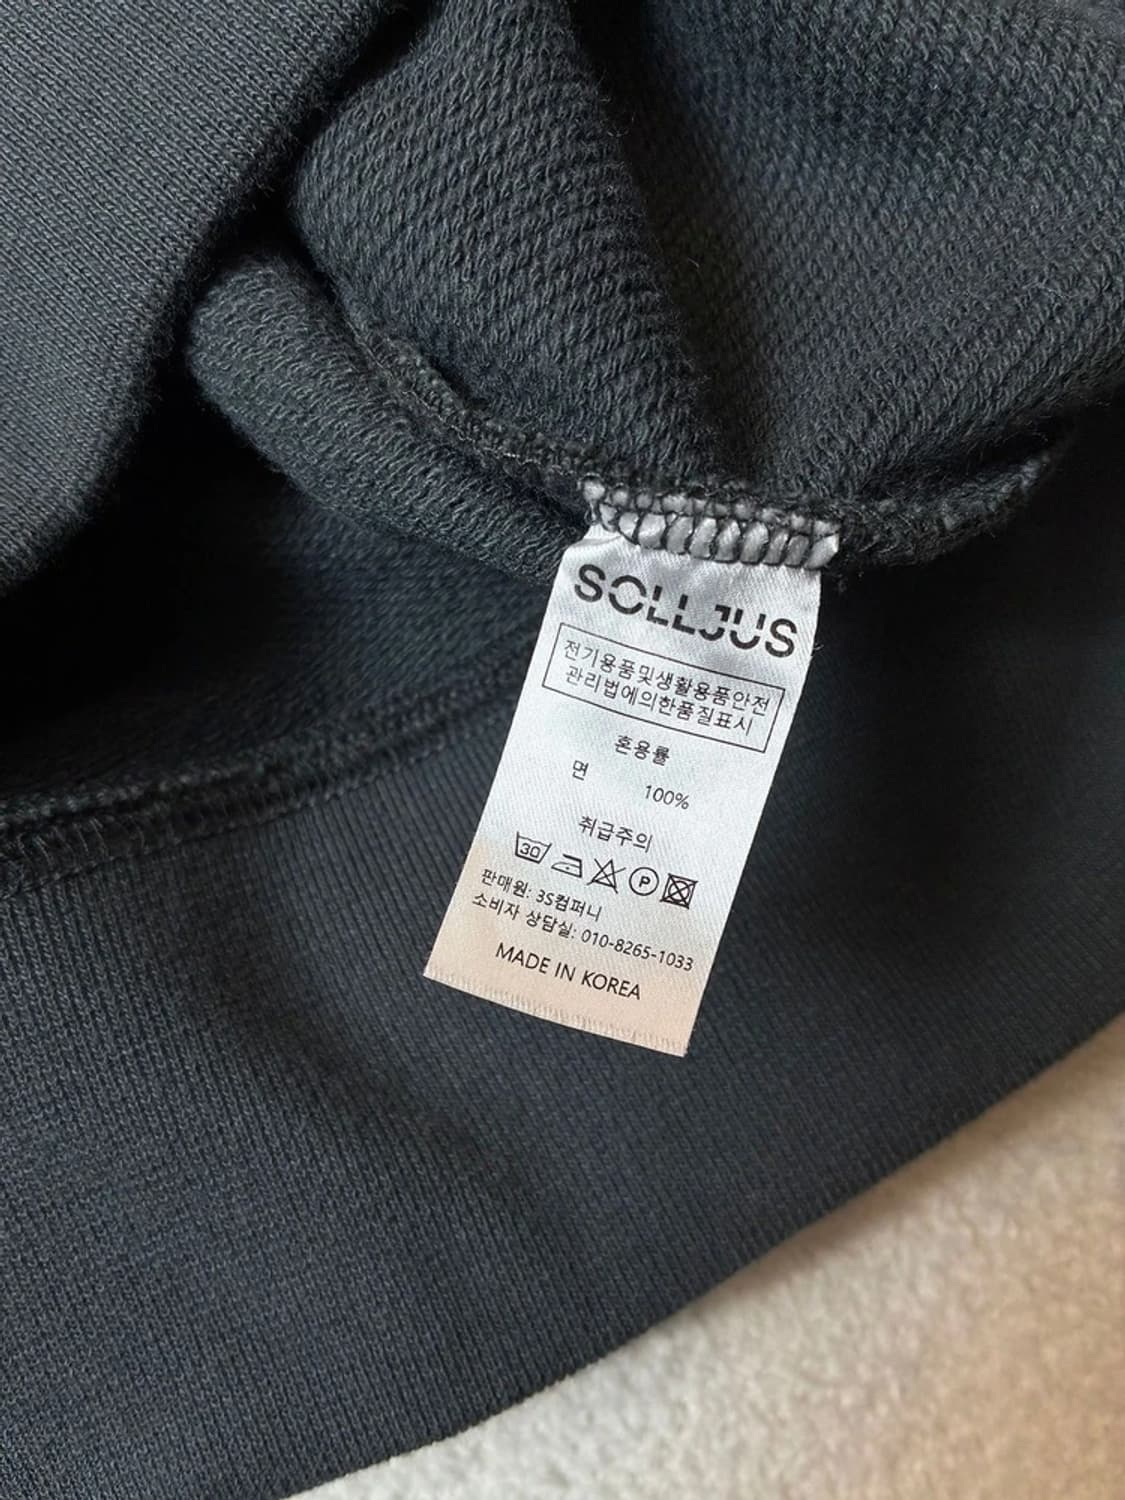 SOLLJUS
전기용품및생활용품안전
관리법에의한품질표시
혼용률
면 100%
취급주의
30 P
판매원: 3S컴퍼니
소비자 상담실: 010-8265-1033
MADE IN KOREA